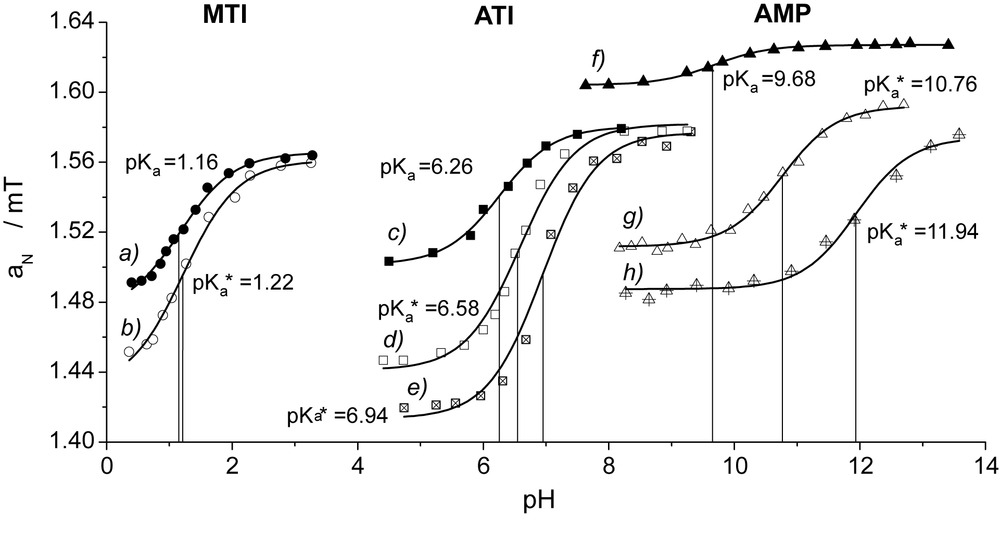 MTI ATI AMP
1.64
1.60
1.56
1.52
1.48
1.44
1.40
aN / mT
f)
pKa=9.68
pKa* =10.76
pKa=1.16
pKa=6.26
a)
c)
g)
pKa* =11.94
pKa* =1.22
h)
b)
pKa* =6.58
d)
e)
pKa* =6.94
0 2 4 6 8 10 12 14
pH